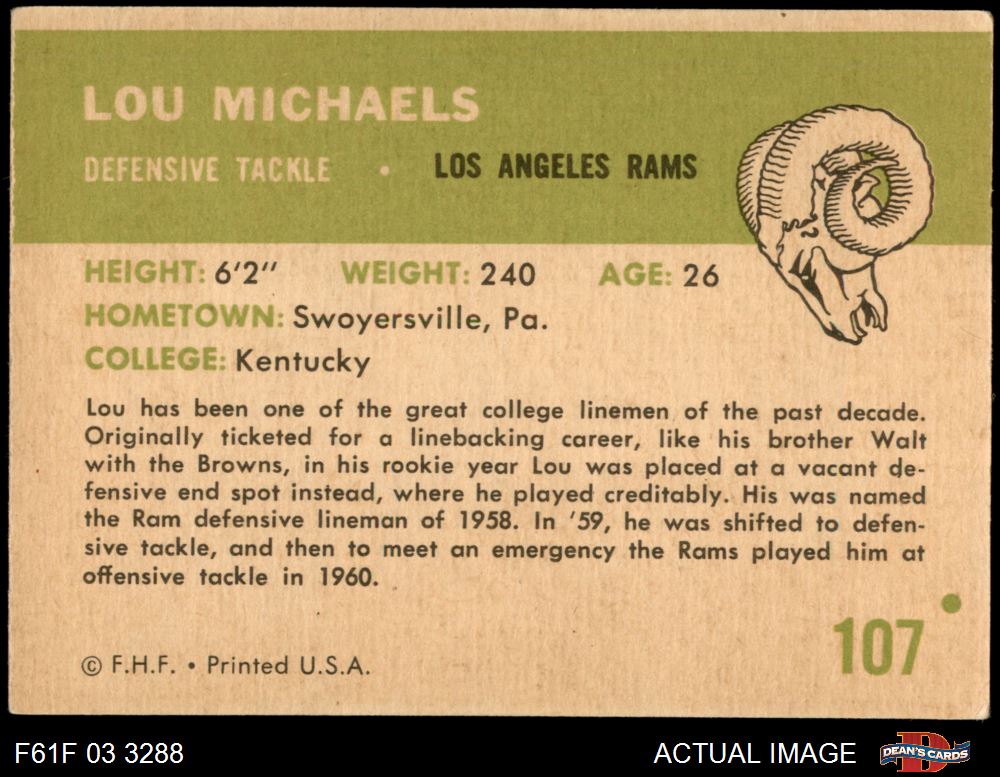 LOU MICHAELS
DEFENSIVE TACKLE • LOS ANGELES RAMS
HEIGHT: 6'2" WEIGHT: 240 AGE: 26
HOMETOWN: Swoyersville, Pa.
COLLEGE: Kentucky
Lou has been one of the great college linemen of the past decade.
Originally ticketed for a linebacking career, like his brother Walt
with the Browns, in his rookie year Lou was placed at a vacant de-
fensive end spot instead, where he played creditably. His was named
the Ram defensive lineman of 1958. In '59, he was shifted to defen-
sive tackle, and then to meet an emergency the Rams played him at
offensive tackle in 1960.
107
© F.H.F. • Printed U.S.A.
F61F 03 3288 ACTUAL IMAGE DEAN'S CARDS